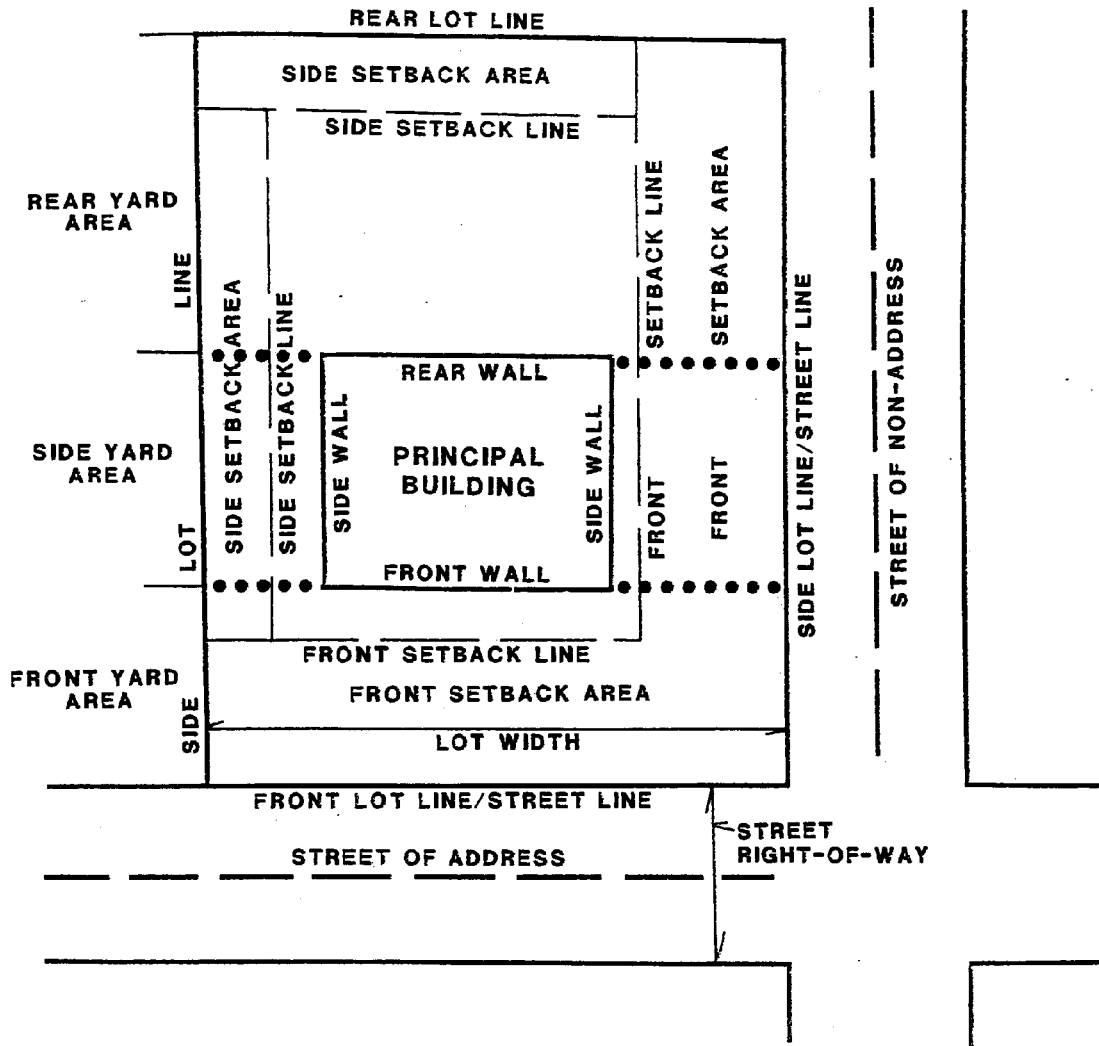 REAR LOT LINE
SIDE SETBACK AREA
SIDE SETBACK LINE
REAR YARD
AREA
SIDE LOT LINE
SIDE SETBACK AREA
SIDE SETBACK LINE
FRONT SETBACK LINE
FRONT SETBACK AREA
SIDE LOT LINE/STREET LINE
STREET OF NON-ADDRESS
REAR WALL
SIDE YARD
AREA
SIDE WALL
PRINCIPAL
BUILDING
SIDE WALL
FRONT WALL
FRONT YARD
AREA
FRONT SETBACK LINE
FRONT SETBACK AREA
LOT WIDTH
FRONT LOT LINE/STREET LINE
STREET
RIGHT-OF-WAY
STREET OF ADDRESS